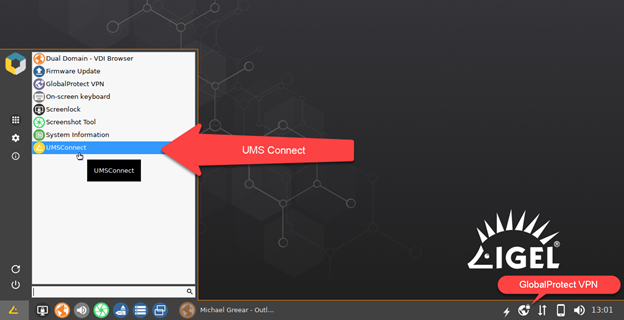 Dual Domain - VDI Browser
Firmware Update
GlobalProtect VPN
On-screen keyboard
Screenlock
Screenshot Tool
System Information
UMSConnect
UMSConnect
UMS Connect
IGEL
GlobalProtect VPN
Michael Greear - Outl...
13:01